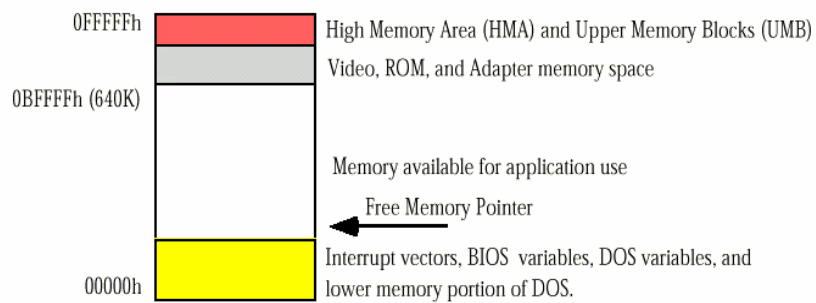 0FFFFFh
High Memory Area (HMA) and Upper Memory Blocks (UMB)
Video, ROM, and Adapter memory space
0BFFFFh (640K)
Memory available for application use
Free Memory Pointer
Interrupt vectors, BIOS variables, DOS variables, and
lower memory portion of DOS.
00000h